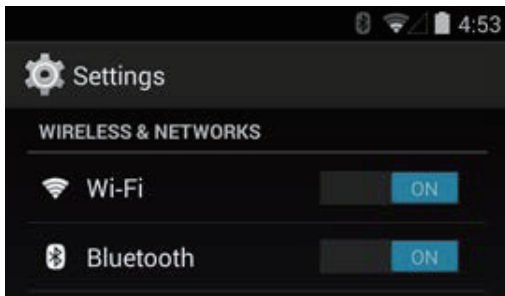 4:53
Settings
WIRELESS & NETWORKS
Wi-Fi ON
Bluetooth ON